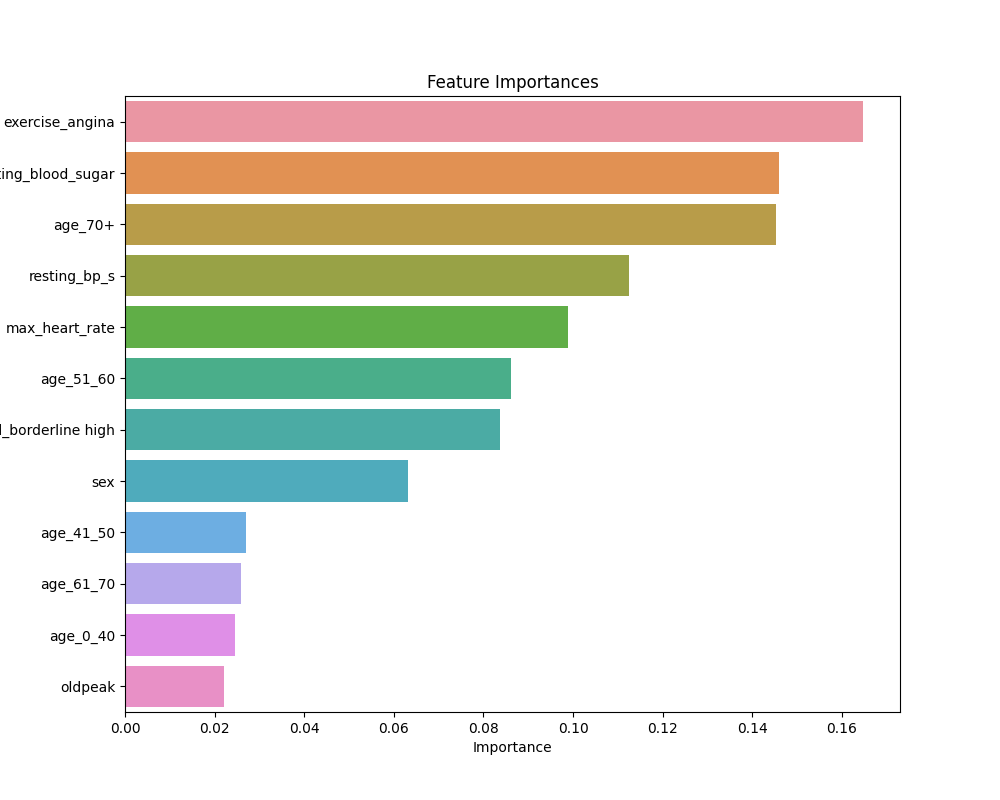 Feature Importances
exercise_angina
ting_blood_sugar
age_70+
resting_bp_s
max_heart_rate
age_51_60
_borderline high
sex
age_41_50
age_61_70
age_0_40
oldpeak
0.00 0.02 0.04 0.06 0.08 0.10 0.12 0.14 0.16
Importance